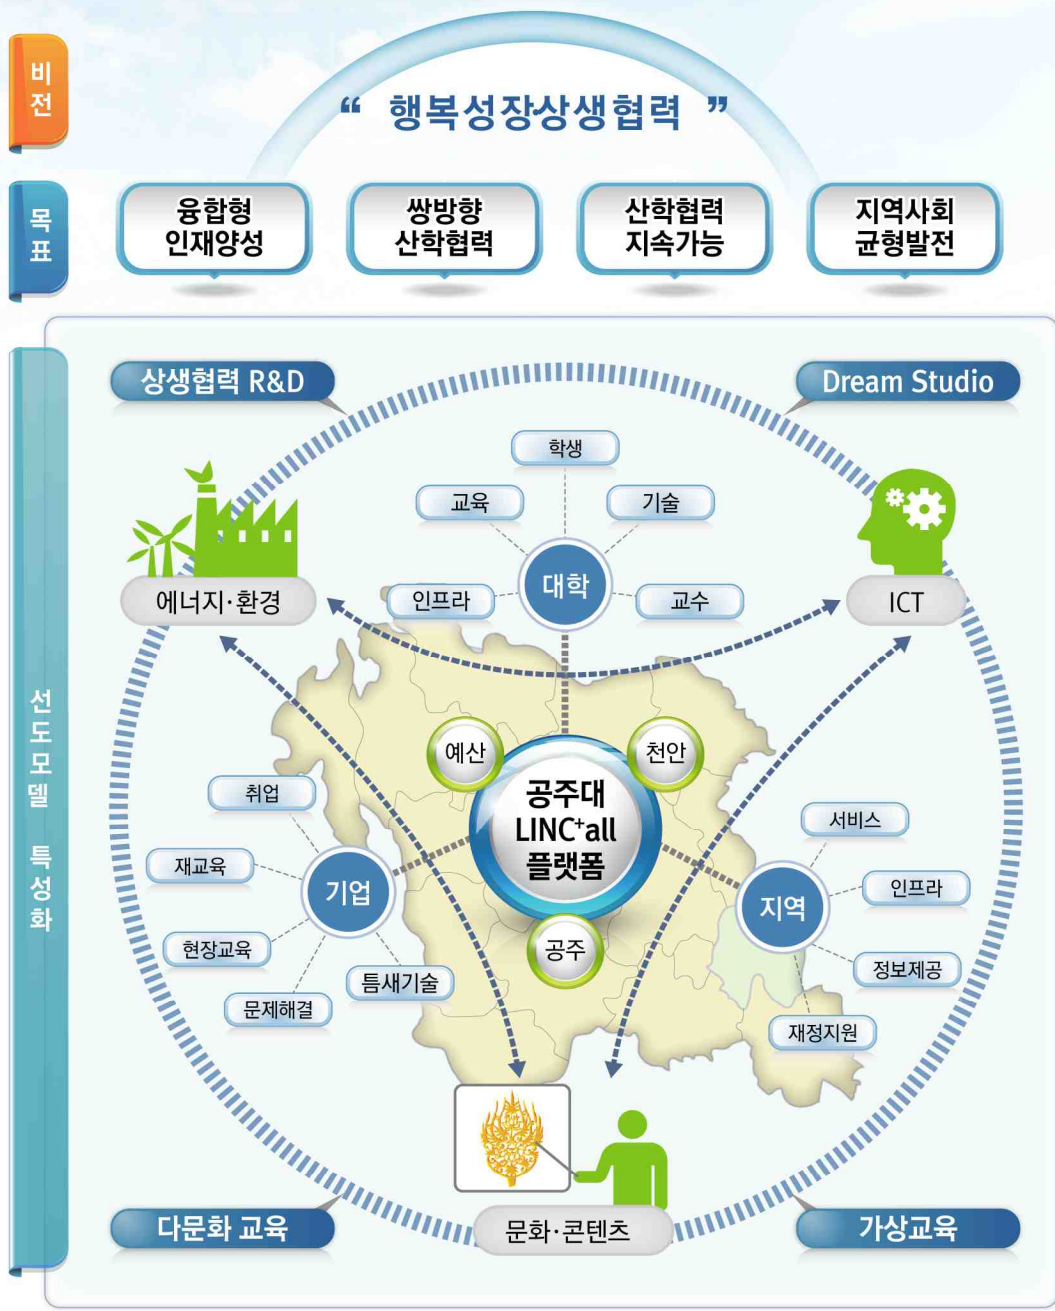 비전
“ 행복성장상생협력 ”
목표
융합형
인재양성
쌍방향
산학협력
산학협력
지속가능
지역사회
균형발전
선도모델 특성화
상생협력 R&D
Dream Studio
학생
교육
기술
대학
인프라
교수
에너지·환경
ICT
예산
천안
공주대
LINC⁺all
플랫폼
공주
취업
재교육
기업
현장교육
문제해결
틈새기술
서비스
인프라
지역
정보제공
재정지원
다문화 교육
문화·콘텐츠
가상교육